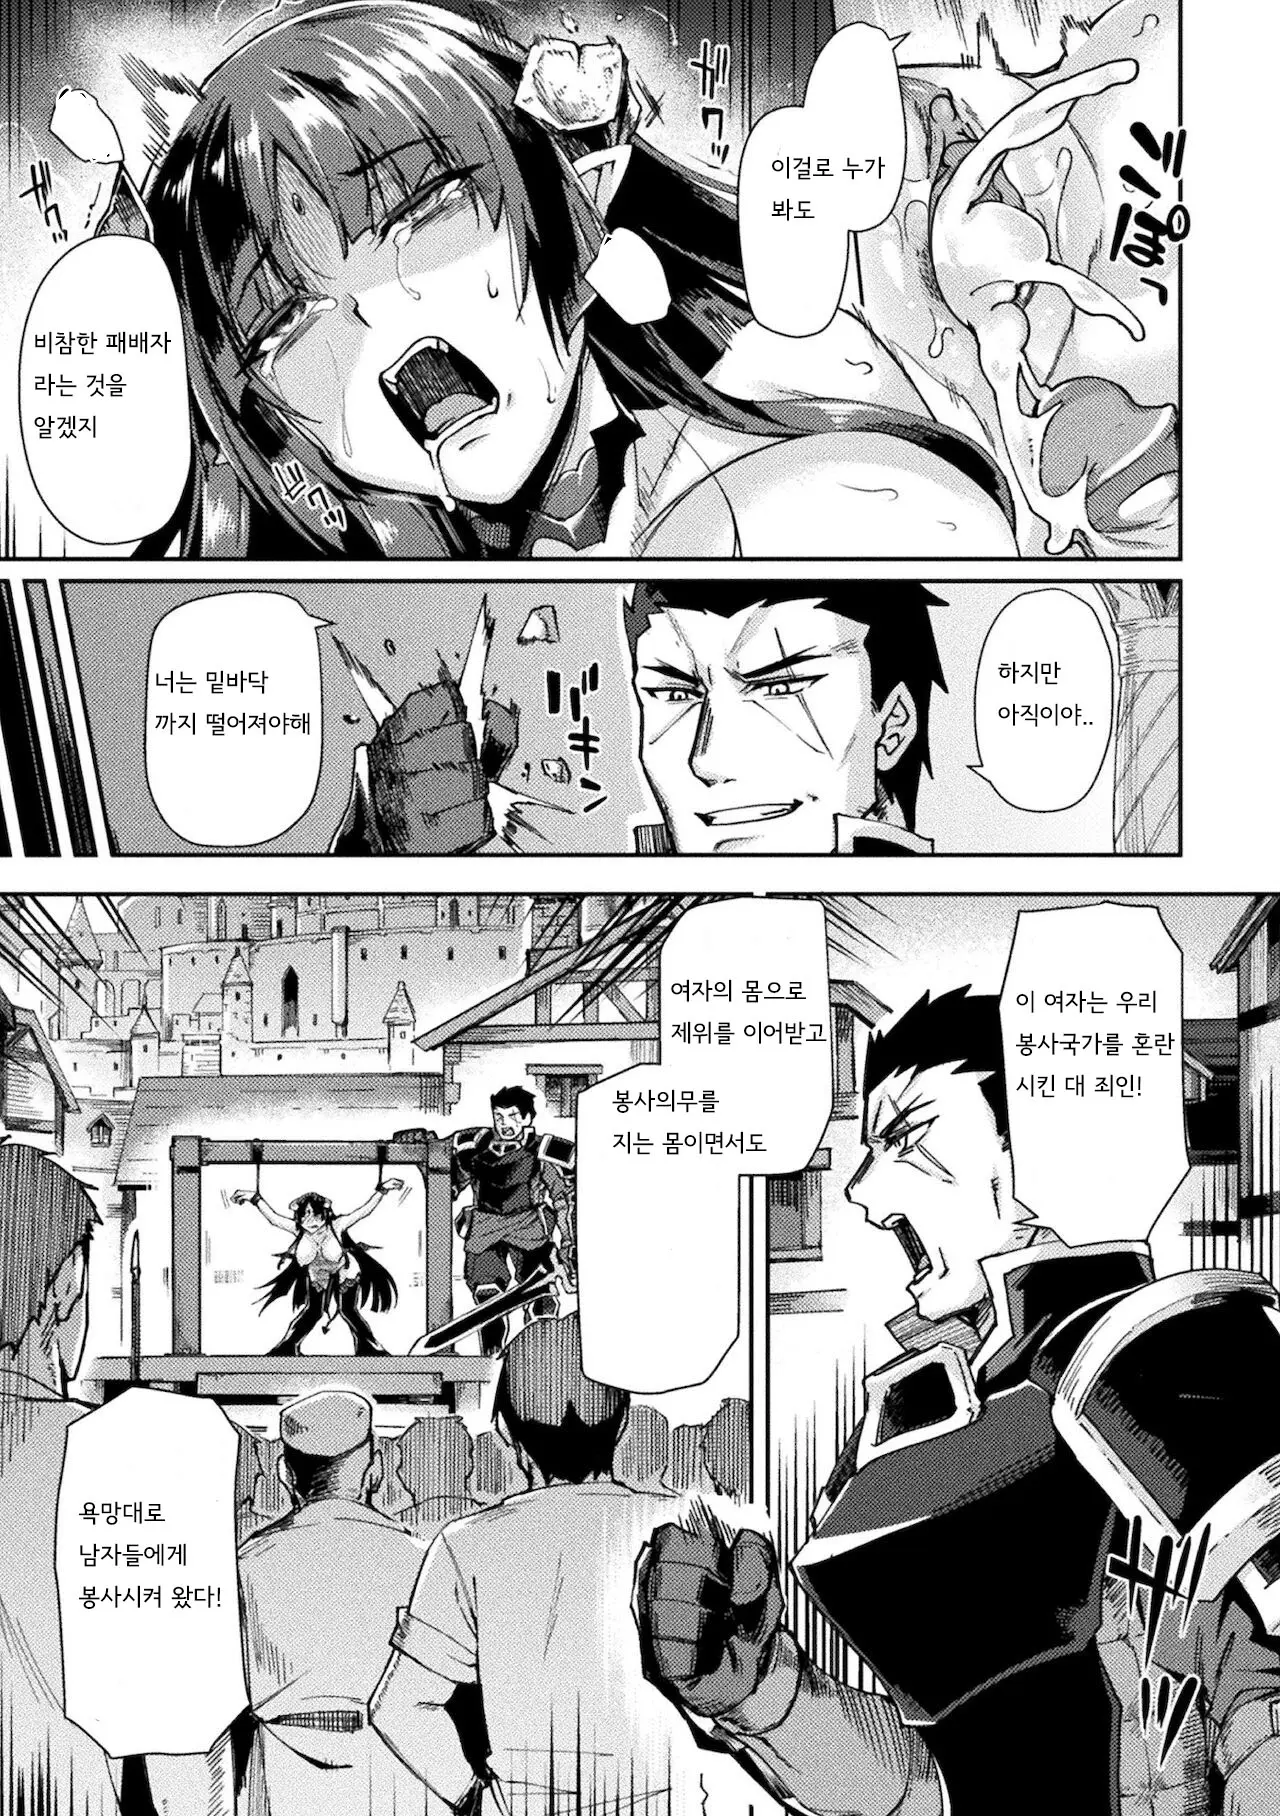 이걸로 누가
봐도
비참한 패배자
라는 것을
알겠지
하지만
아직이야..
너는 밑바닥
까지 떨어져야해
이 여자는 우리
봉사국가를 혼란
시킨 대 죄인!
여자의 몸으로
제위를 이어받고
봉사의무를
지는 몸이면서도
욕망대로
남자들에게
봉사시켜 왔다!